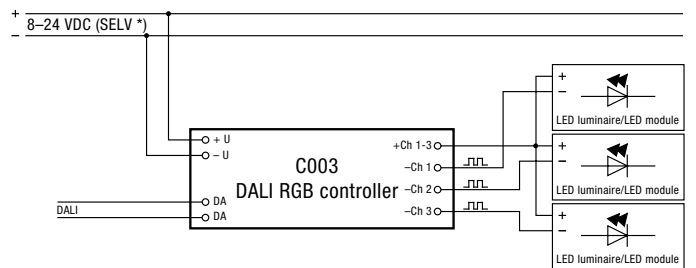 +
8–24 VDC (SELV *)
–
+
–
LED luminaire/LED module
+ U
– U
C003
DALI RGB controller
+Ch 1-3
–Ch 1
–Ch 2
–Ch 3
+
–
LED luminaire/LED module
DALI
DA
DA
+
–
LED luminaire/LED module